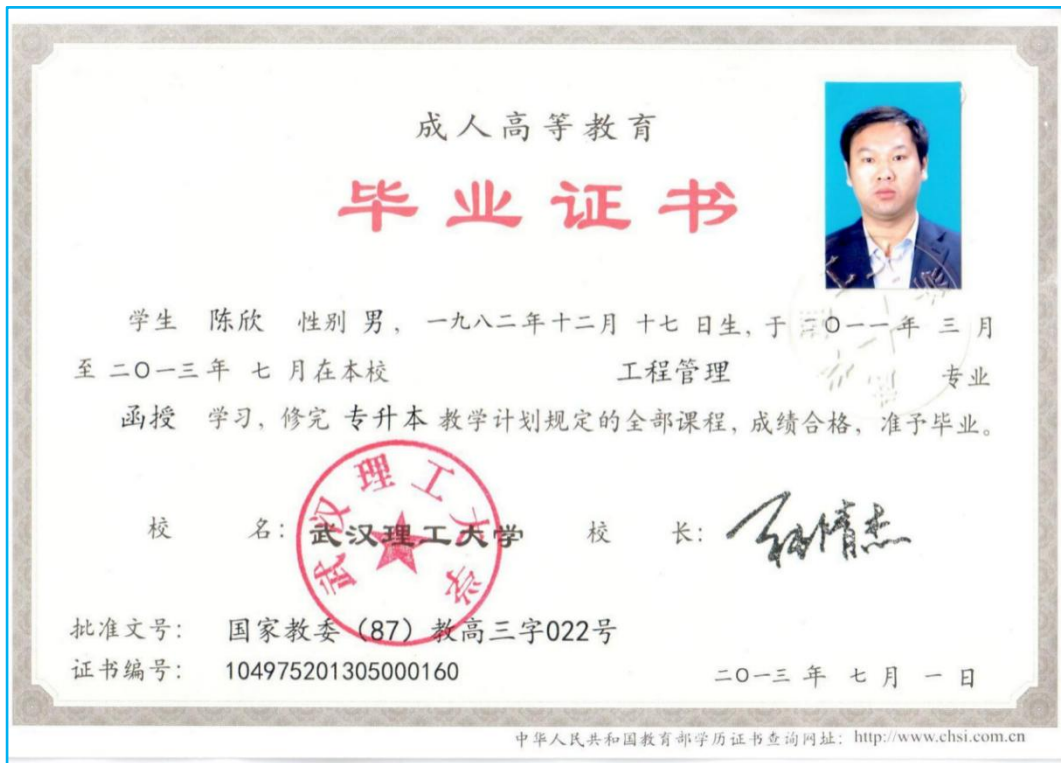 成人高等教育
毕业证书
学生 陈欣 性别 男，一九八二年十二月 十七 日生，于 二〇一一年 三 月
至 二〇一三年 七 月在本校 工程管理 专业
函授 学习，修完 专升本 教学计划规定的全部课程，成绩合格，准予毕业。
校 名：武汉理工大学 校 长：
武汉理工大学
批准文号： 国家教委（87）教高三字022号
证书编号： 104975201305000160 二〇一三 年 七 月 一 日
中华人民共和国教育部学历证书查询网址：http://www.chsi.com.cn